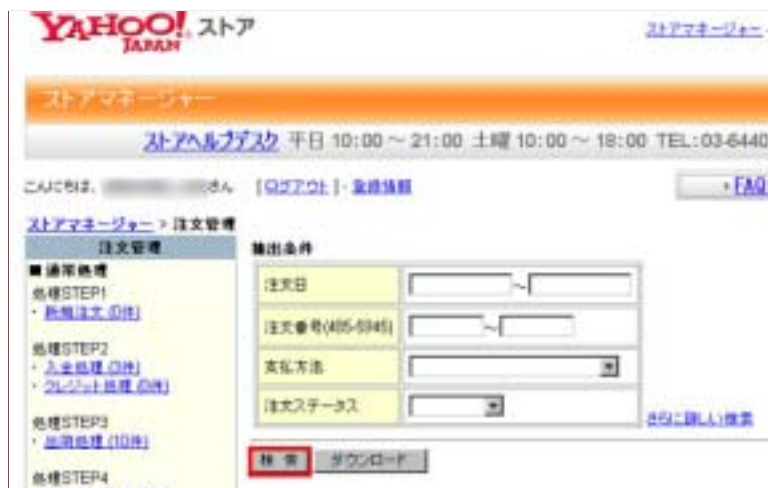 YAHOO! ストア
JAPAN
ストアマネージャー
ストアマネージャー
ストアヘルプデスク 平日 10:00 ～ 21:00 土曜 10:00 ～ 18:00 TEL:03-6440
こんにちは、 さん [ログアウト] - 登録情報
FAQ
ストアマネージャー > 注文管理
注文管理
■通常処理
処理STEP1
・新規注文 (0件)
処理STEP2
・入金処理 (3件)
・クレジット処理 (0件)
処理STEP3
・出荷処理 (10件)
処理STEP4
抽出条件
注文日 ～
注文番号 ～
支払方法
注文ステータス
さらに詳しい検索
検 索 ダウンロード